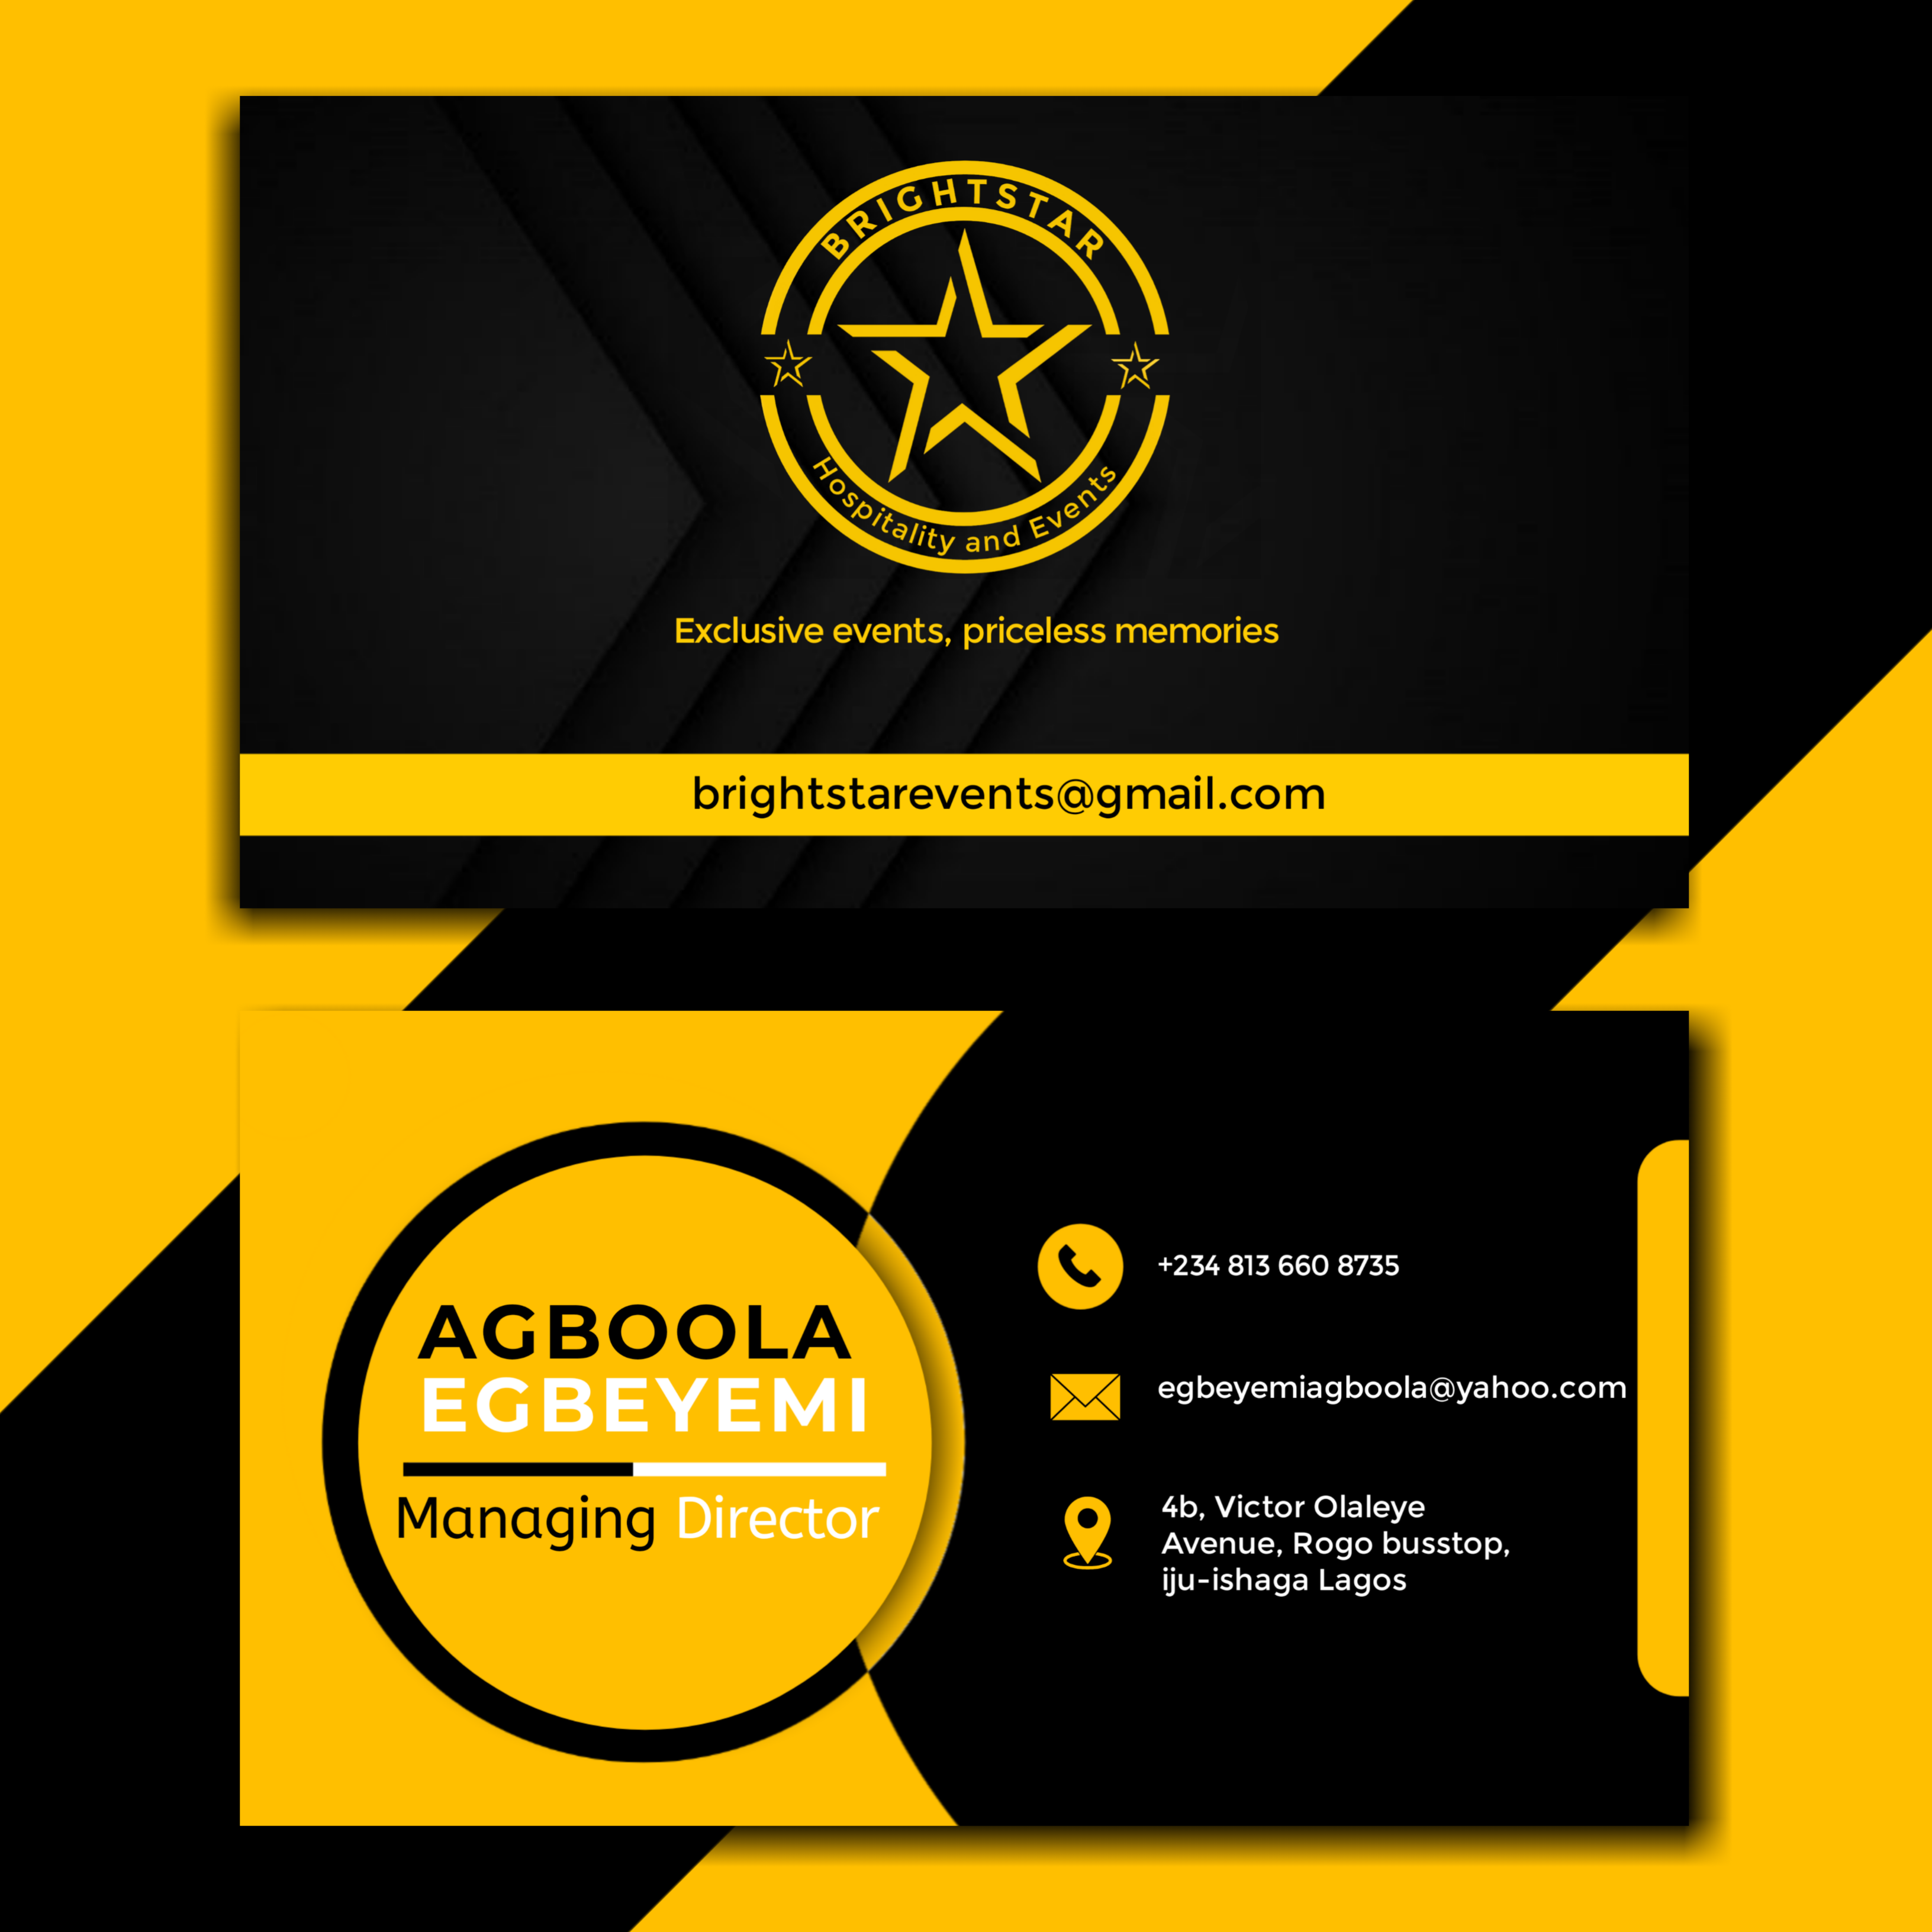 BRIGHTSTAR
Hospitality and Events
Exclusive events, priceless memories
brightstarevents@gmail.com
AGBOOLA
EGBEYEMI
Managing Director
+234 813 660 8735
egbeyemiagboola@yahoo.com
4b, Victor Olaleye
Avenue, Rogo busstop,
iju-ishaga Lagos